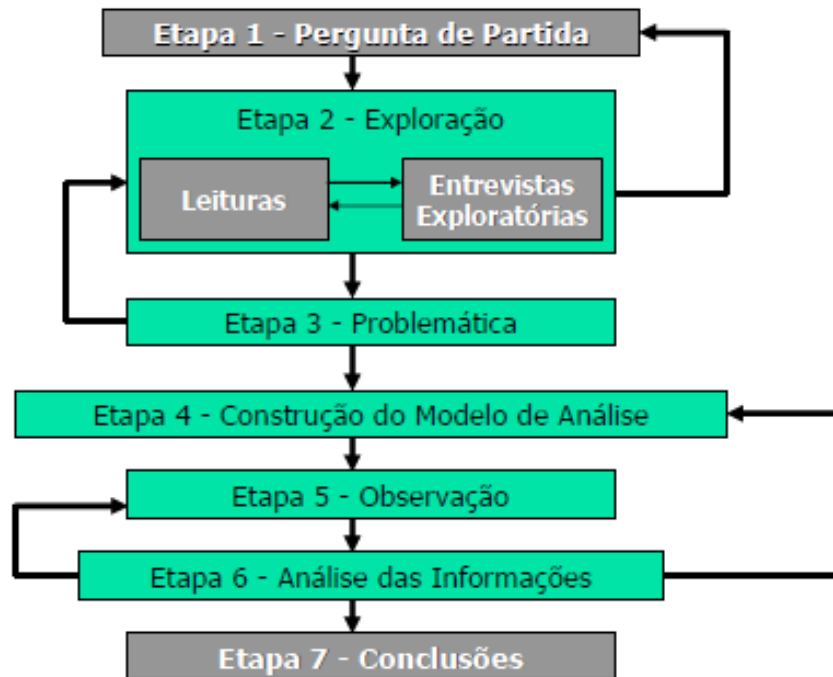 Etapa 1 - Pergunta de Partida
Etapa 2 - Exploração
Leituras
Entrevistas
Exploratórias
Etapa 3 - Problemática
Etapa 4 - Construção do Modelo de Análise
Etapa 5 - Observação
Etapa 6 - Análise das Informações
Etapa 7 - Conclusões